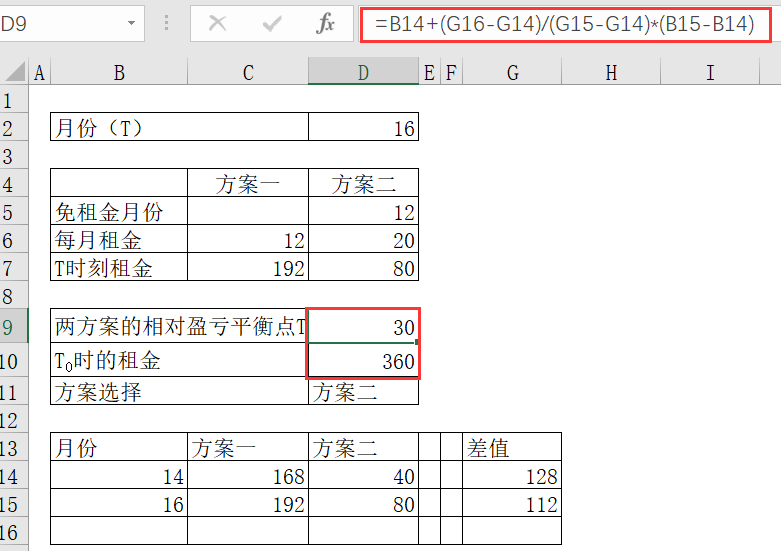 D9 fx =B14+(G16-G14)/(G15-G14)*(B15-B14)
A B C D E F G H I
1
2 月份（T） 16
3
4 方案一 方案二
5 免租金月份 12
6 每月租金 12 20
7 T时刻租金 192 80
8
9 两方案的相对盈亏平衡点T 30
10 T₀时的租金 360
11 方案选择 方案二
12
13 月份 方案一 方案二 差值
14 14 168 40 128
15 16 192 80 112
16